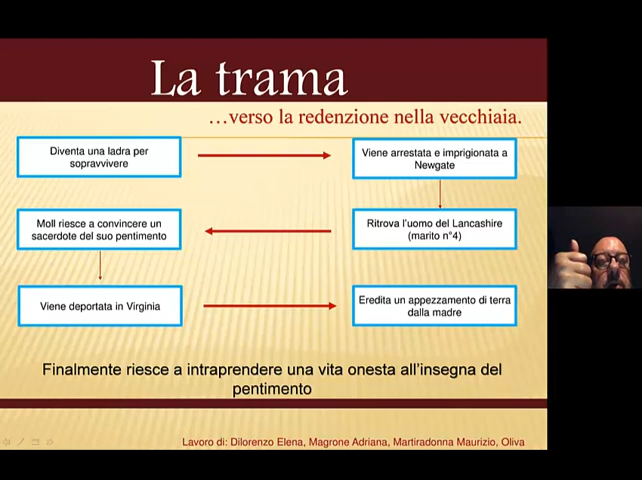 La trama
…verso la redenzione nella vecchiaia.
Diventa una ladra per
sopravvivere
Viene arrestata e imprigionata a
Newgate
Moll riesce a convincere un
sacerdote del suo pentimento
Ritrova l'uomo del Lancashire
(marito n°4)
Viene deportata in Virginia
Eredita un appezzamento di terra
dalla madre
Finalmente riesce a intraprendere una vita onesta all'insegna del
pentimento
Lavoro di: Dilorenzo Elena, Magrone Adriana, Martiradonna Maurizio, Oliva